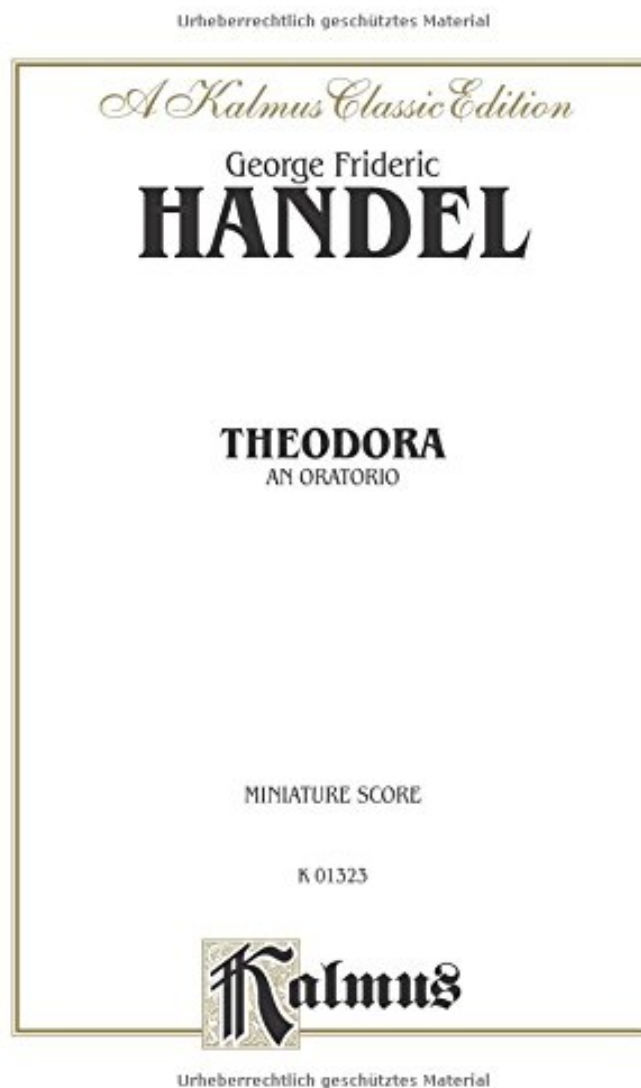 Urheberrechtlich geschütztes Material
A Kalmus Classic Edition
George Frideric
HANDEL
THEODORA
AN ORATORIO
MINIATURE SCORE
K 01323
Kalmus
Urheberrechtlich geschütztes Material